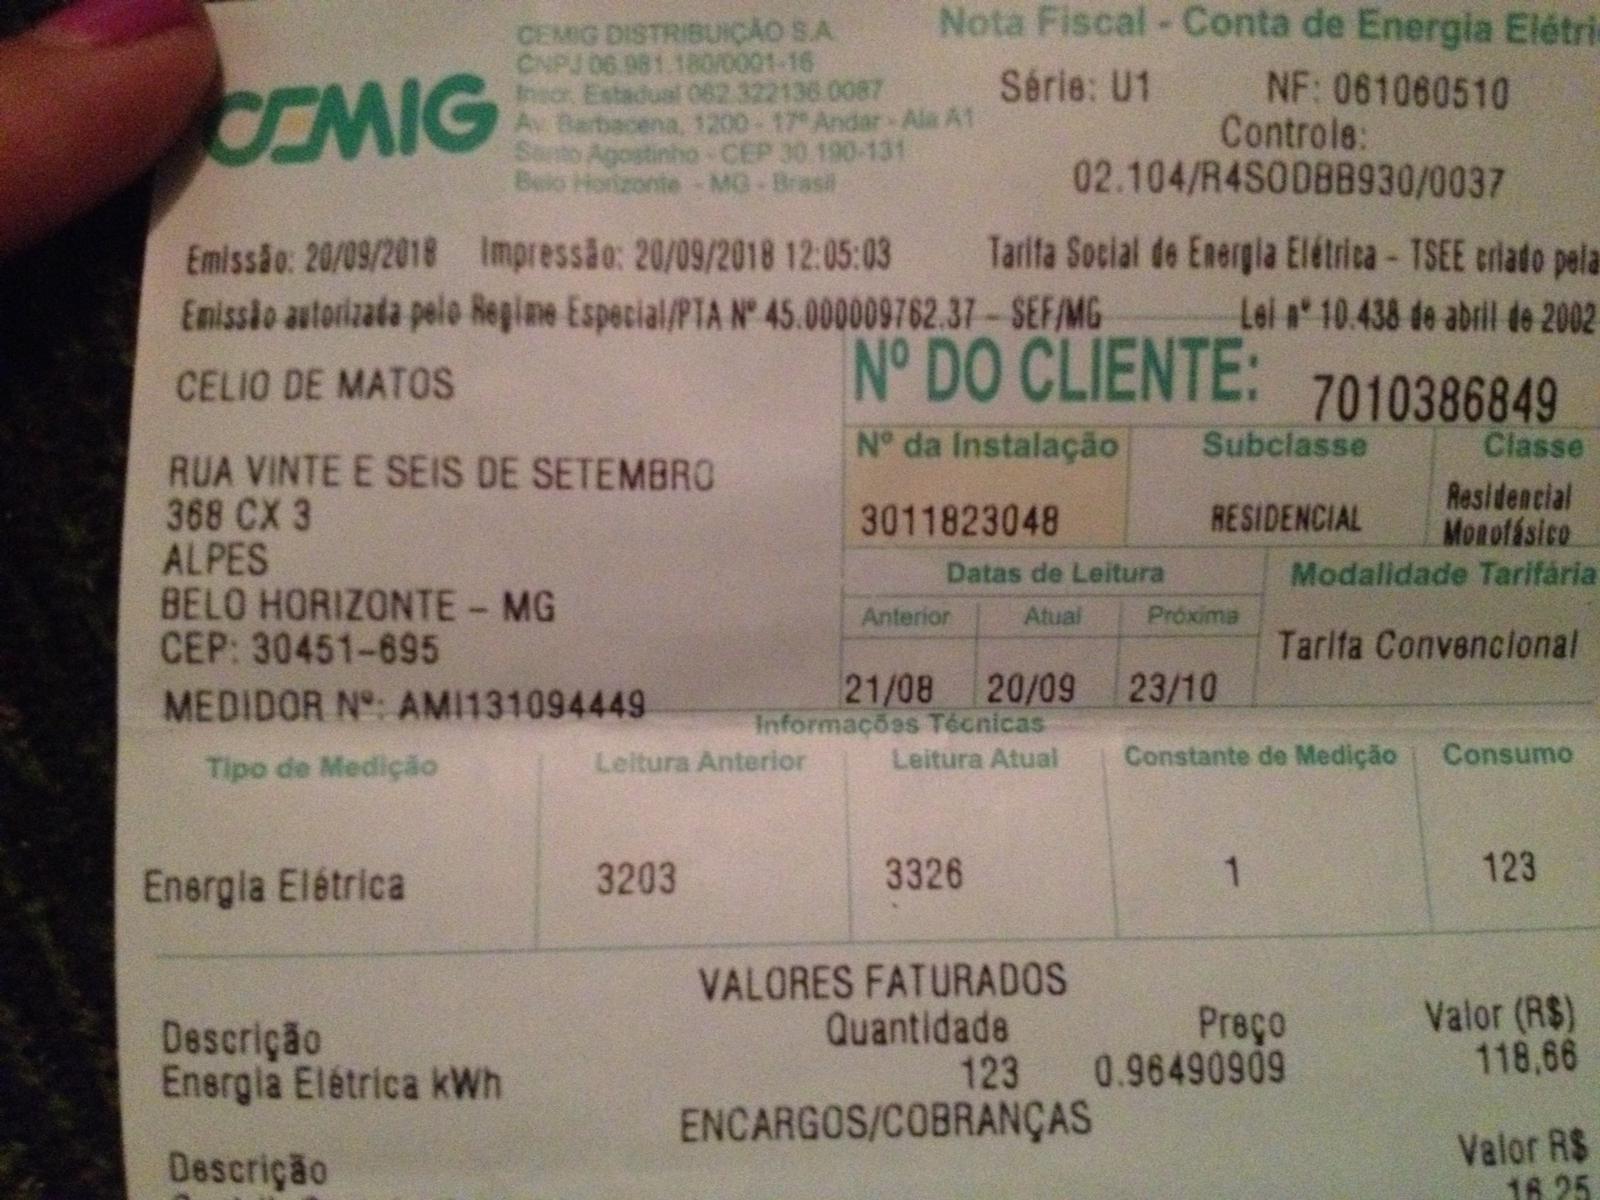 CEMIG
CEMIG DISTRIBUIÇÃO S.A.
CNPJ 06.981.180/0001-16
Inscr. Estadual 062.322136.0087
Av. Barbacena, 1200 - 17º Andar - Ala A1
Santo Agostinho - CEP 30.190-131
Belo Horizonte - MG - Brasil
Nota Fiscal - Conta de Energia Elétri
Série: U1 NF: 061060510
Controle:
02.104/R4SODBB930/0037
Emissão: 20/09/2018 Impressão: 20/09/2018 12:05:03
Tarifa Social de Energia Elétrica - TSEE criado pela
Emissão autorizada pelo Regime Especial/PTA Nº 45.000009762.37 - SEF/MG
Lei nº 10.438 de abril de 2002
CELIO DE MATOS
RUA VINTE E SEIS DE SETEMBRO
368 CX 3
ALPES
BELO HORIZONTE - MG
CEP: 30451-695
MEDIDOR Nº: AMI131094449
Nº DO CLIENTE: 7010386849
Nº da Instalação Subclasse Classe
3011823048 RESIDENCIAL Residencial
Monofásico
Datas de Leitura Modalidade Tarifária
Anterior Atual Próxima
Tarifa Convencional
21/08 20/09 23/10
Informações Técnicas
Tipo de Medição Leitura Anterior Leitura Atual Constante de Medição Consumo
Energia Elétrica 3203 3326 1 123
VALORES FATURADOS
Descrição Quantidade Preço Valor (R$)
Energia Elétrica kWh 123 0.96490909 118,66
ENCARGOS/COBRANÇAS
Descrição Valor R$
16,25